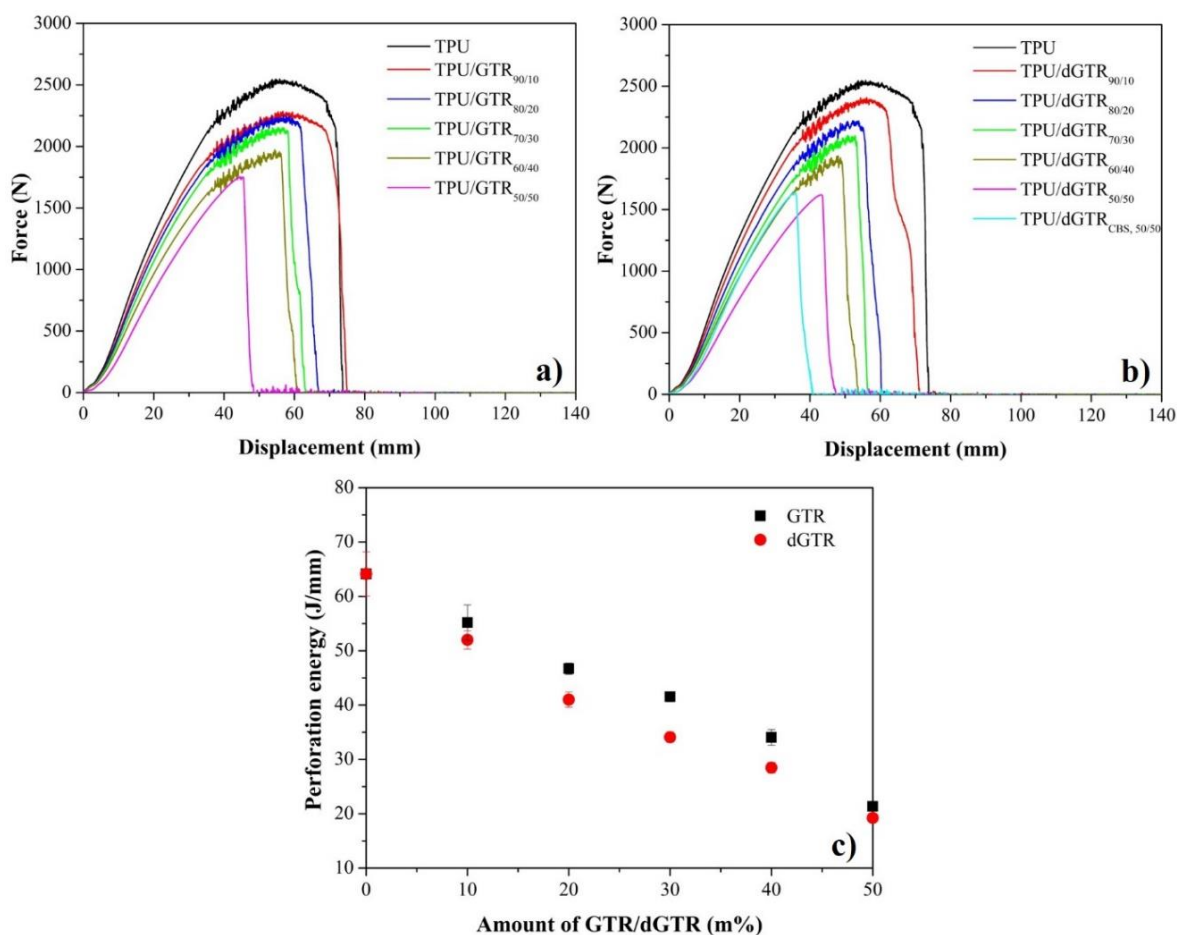 3000
2500
2000
1500
1000
500
0
Force (N)
TPU
TPU/GTR90/10
TPU/GTR80/20
TPU/GTR70/30
TPU/GTR60/40
TPU/GTR50/50
a)
0 20 40 60 80 100 120 140
Displacement (mm)
3000
2500
2000
1500
1000
500
0
Force (N)
TPU
TPU/dGTR90/10
TPU/dGTR80/20
TPU/dGTR70/30
TPU/dGTR60/40
TPU/dGTR50/50
TPU/dGTRCBS, 50/50
b)
0 20 40 60 80 100 120 140
Displacement (mm)
80
70
60
50
40
30
20
10
Perforation energy (J/mm)
GTR
dGTR
c)
0 10 20 30 40 50
Amount of GTR/dGTR (m%)